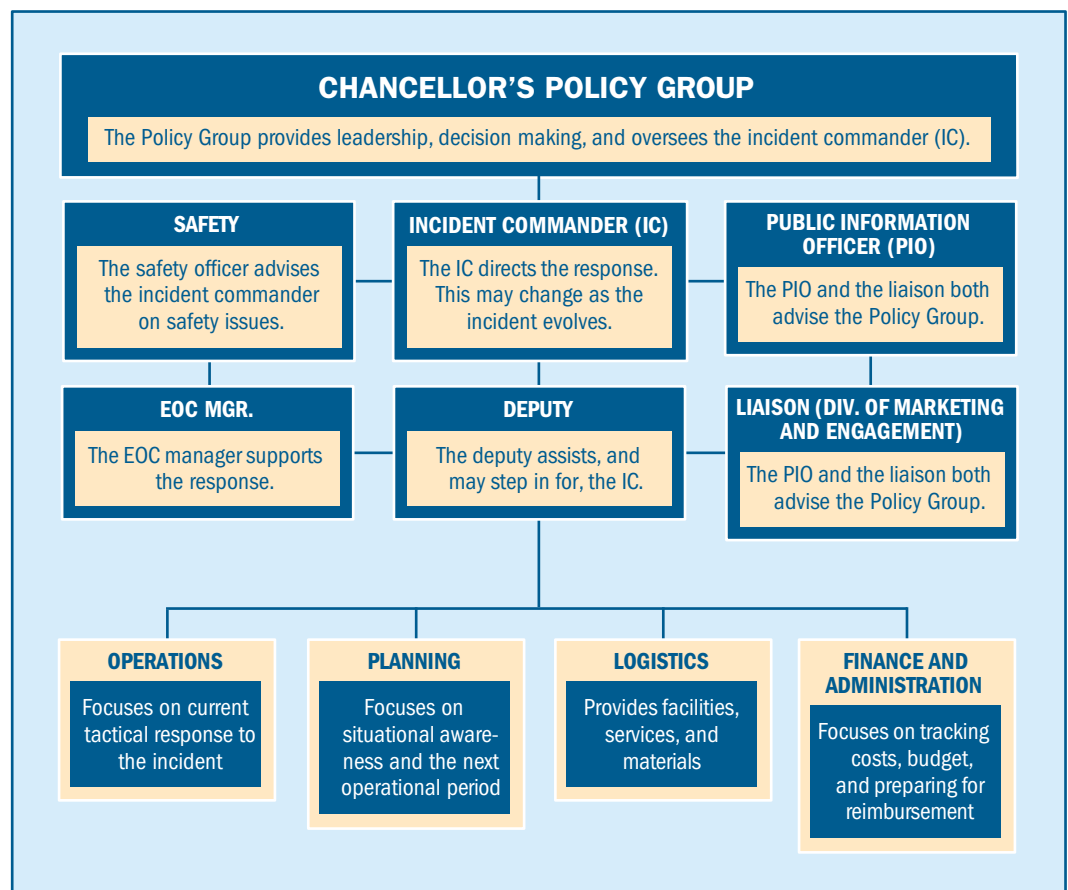 CHANCELLOR'S POLICY GROUP
The Policy Group provides leadership, decision making, and oversees the incident commander (IC).
SAFETY
The safety officer advises
the incident commander
on safety issues.
INCIDENT COMMANDER (IC)
The IC directs the response.
This may change as the
incident evolves.
PUBLIC INFORMATION
OFFICER (PIO)
The PIO and the liaison both
advise the Policy Group.
EOC MGR.
The EOC manager supports
the response.
DEPUTY
The deputy assists, and
may step in for, the IC.
LIAISON (DIV. OF MARKETING
AND ENGAGEMENT)
The PIO and the liaison both
advise the Policy Group.
OPERATIONS
Focuses on current
tactical response to
the incident
PLANNING
Focuses on
situational aware-
ness and the next
operational period
LOGISTICS
Provides facilities,
services, and
materials
FINANCE AND
ADMINISTRATION
Focuses on tracking
costs, budget,
and preparing for
reimbursement